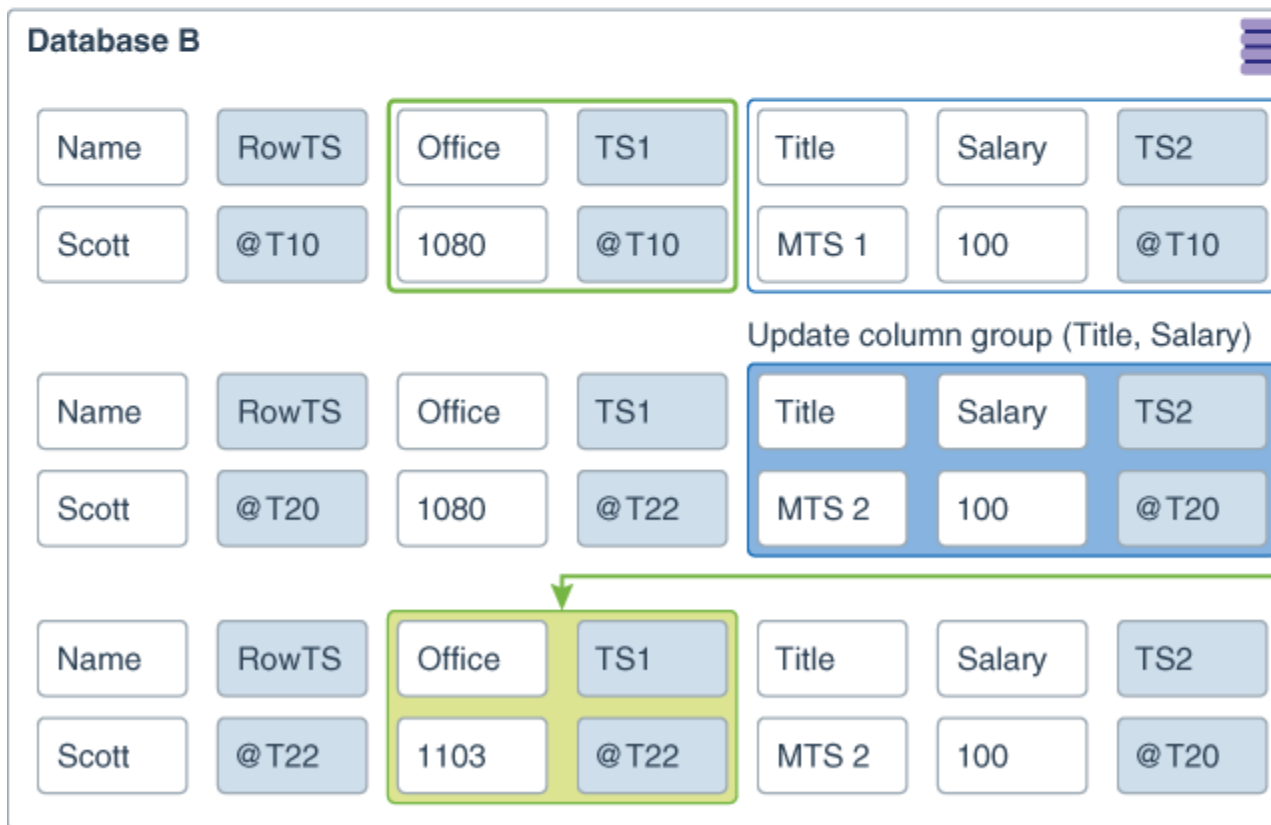 Database B
Name RowTS Office TS1 Title Salary TS2
Scott @T10 1080 @T10 MTS 1 100 @T10
Update column group (Title, Salary)
Name RowTS Office TS1 Title Salary TS2
Scott @T20 1080 @T22 MTS 2 100 @T20
Name RowTS Office TS1 Title Salary TS2
Scott @T22 1103 @T22 MTS 2 100 @T20